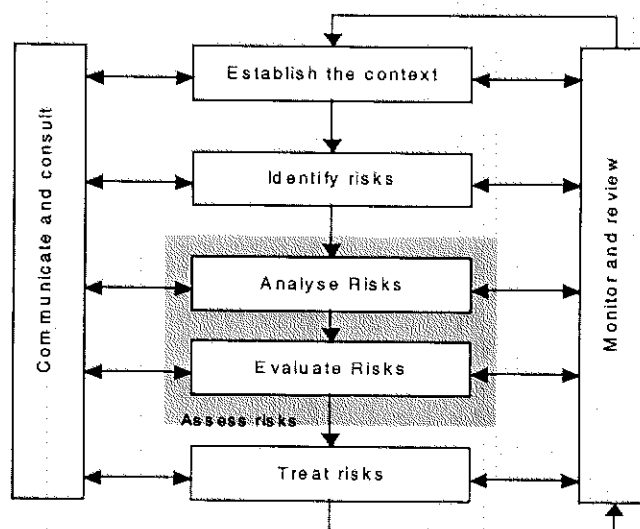 Establish the context
Communicate and consult
Identify risks
Monitor and review
Analyse Risks
Evaluate Risks
Assess risks
Treat risks